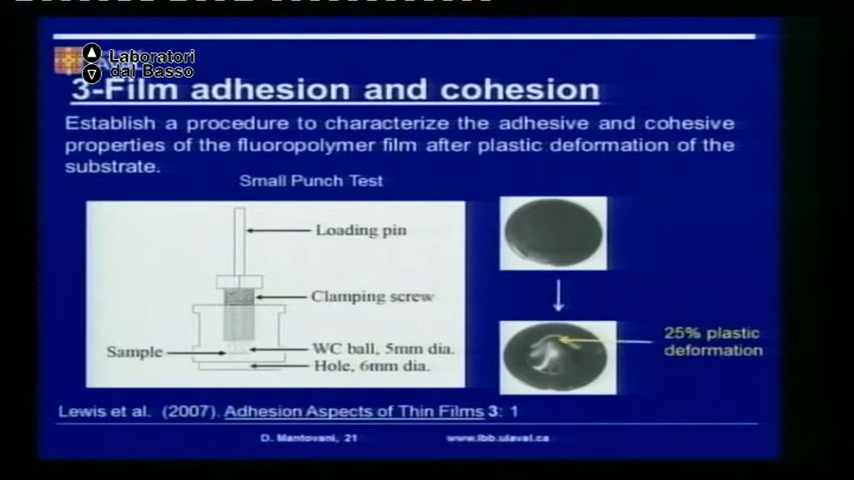 Laboratori
dal Basso
3-Film adhesion and cohesion
Establish a procedure to characterize the adhesive and cohesive
properties of the fluoropolymer film after plastic deformation of the
substrate.
Small Punch Test
Loading pin
Clamping screw
Sample
WC ball, 5mm dia.
Hole, 6mm dia.
25% plastic
deformation
Lewis et al. (2007). Adhesion Aspects of Thin Films 3: 1
D. Mantovani, 21
www.lbb.ulaval.ca